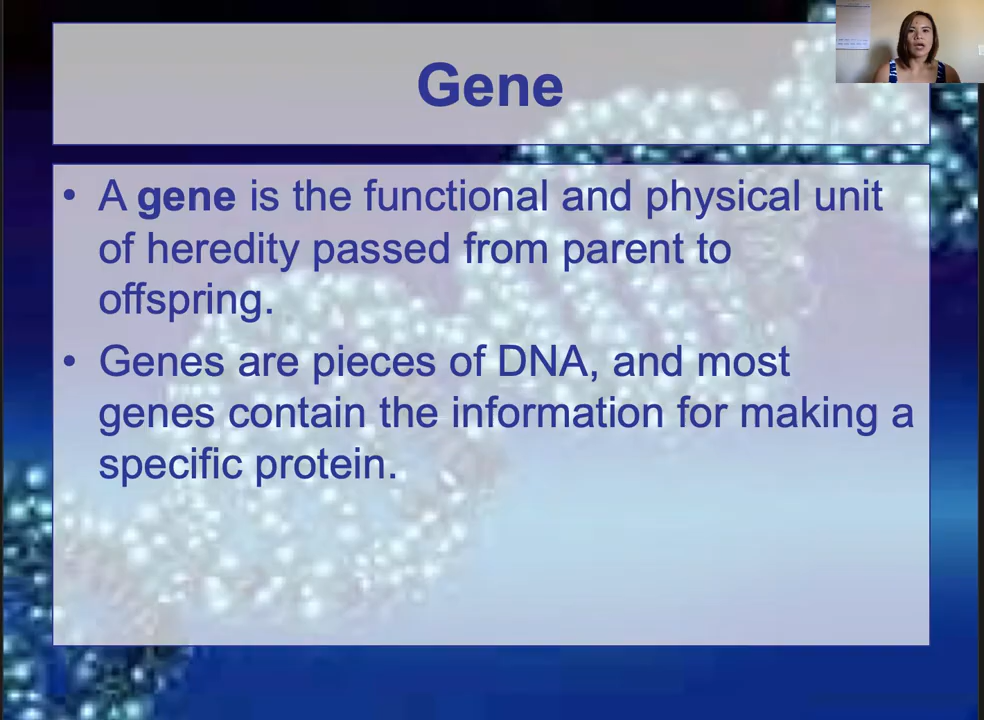 Gene
• A gene is the functional and physical unit
of heredity passed from parent to
offspring.
• Genes are pieces of DNA, and most
genes contain the information for making a
specific protein.